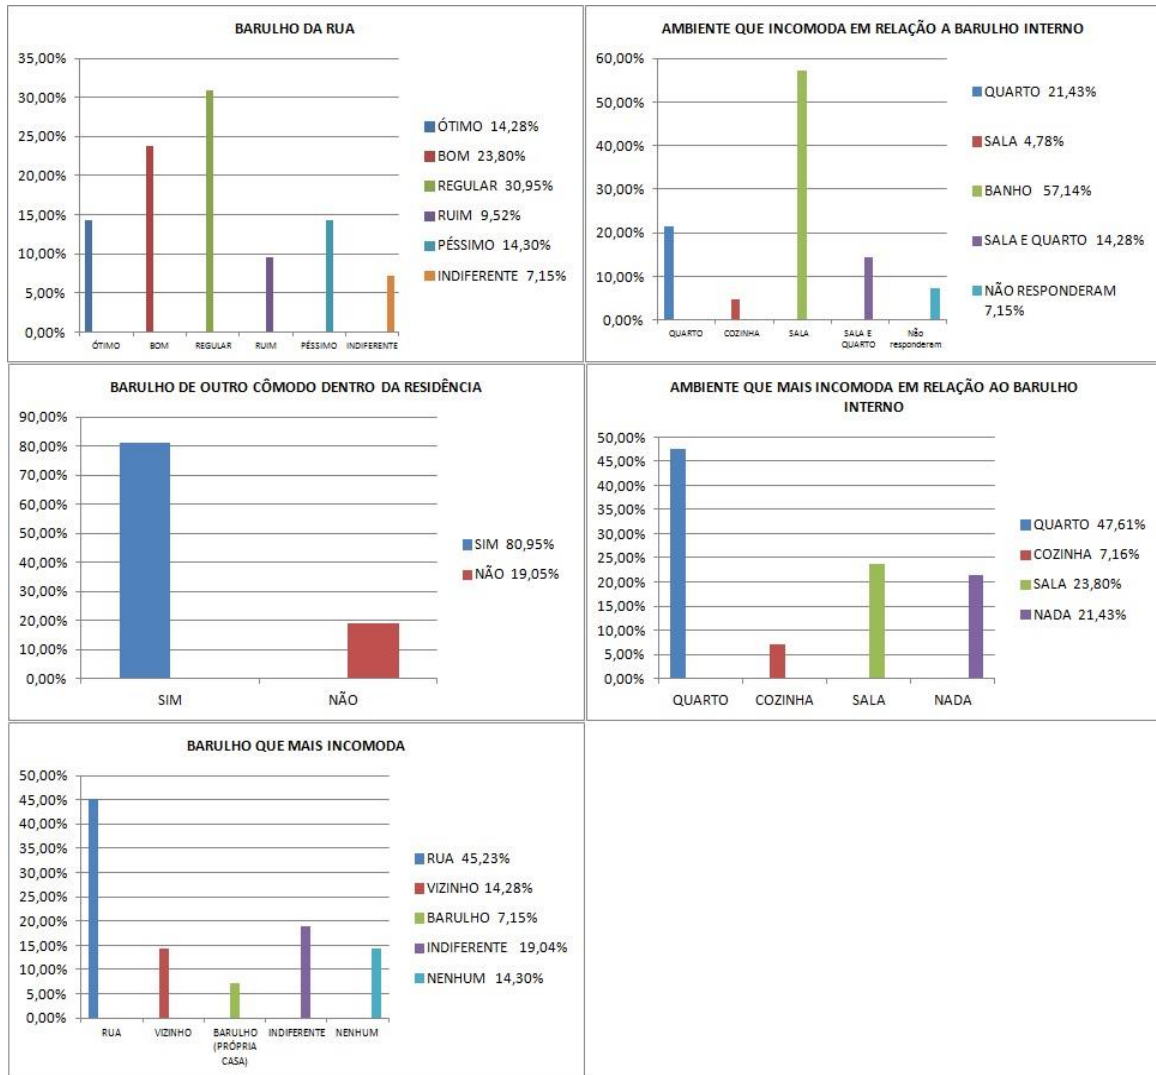 BARULHO DA RUA
35,00%
30,00%
25,00%
20,00%
15,00%
10,00%
5,00%
0,00%
ÓTIMO BOM REGULAR RUIM PÉSSIMO INDIFERENTE
ÓTIMO 14,28%
BOM 23,80%
REGULAR 30,95%
RUIM 9,52%
PÉSSIMO 14,30%
INDIFERENTE 7,15%
AMBIENTE QUE INCOMODA EM RELAÇÃO A BARULHO INTERNO
60,00%
50,00%
40,00%
30,00%
20,00%
10,00%
0,00%
QUARTO COZINHA SALA SALA E QUARTO Não responderam
QUARTO 21,43%
SALA 4,78%
BANHO 57,14%
SALA E QUARTO 14,28%
NÃO RESPONDERAM
7,15%
BARULHO DE OUTRO CÔMODO DENTRO DA RESIDÊNCIA
90,00%
80,00%
70,00%
60,00%
50,00%
40,00%
30,00%
20,00%
10,00%
0,00%
SIM NÃO
SIM 80,95%
NÃO 19,05%
AMBIENTE QUE MAIS INCOMODA EM RELAÇÃO AO BARULHO
INTERNO
50,00%
45,00%
40,00%
35,00%
30,00%
25,00%
20,00%
15,00%
10,00%
5,00%
0,00%
QUARTO COZINHA SALA NADA
QUARTO 47,61%
COZINHA 7,16%
SALA 23,80%
NADA 21,43%
BARULHO QUE MAIS INCOMODA
50,00%
45,00%
40,00%
35,00%
30,00%
25,00%
20,00%
15,00%
10,00%
5,00%
0,00%
RUA VIZINHO BARULHO (PRÓPRIA CASA) INDIFERENTE NENHUM
RUA 45,23%
VIZINHO 14,28%
BARULHO 7,15%
INDIFERENTE 19,04%
NENHUM 14,30%